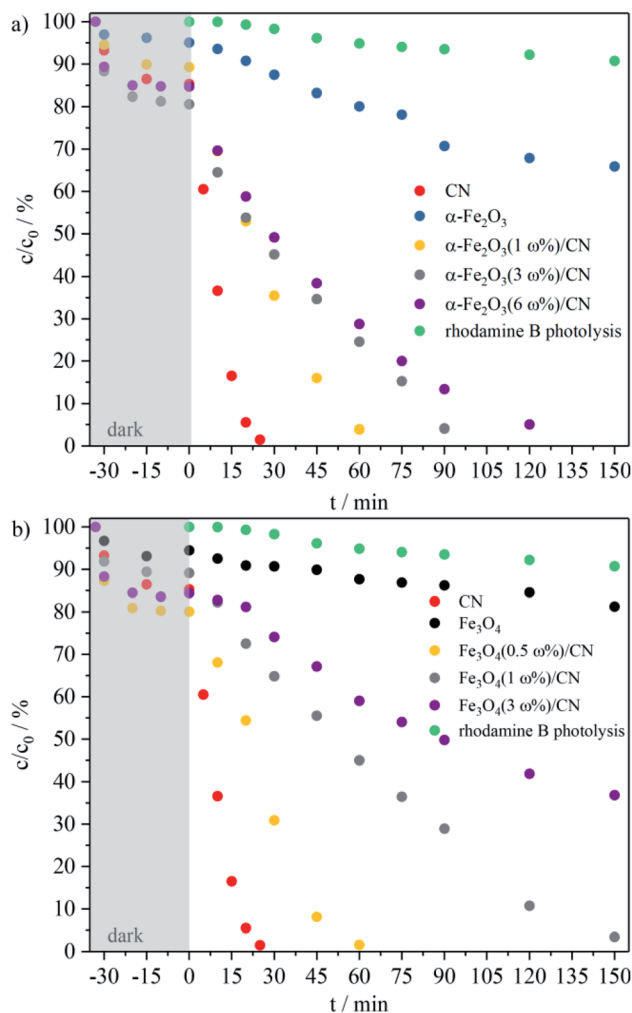 a)
100
90
80
70
60
50
40
30
20
10
0
c/c₀ / %
dark
CN
α-Fe₂O₃
α-Fe₂O₃(1 ω%)/CN
α-Fe₂O₃(3 ω%)/CN
α-Fe₂O₃(6 ω%)/CN
rhodamine B photolysis
-30 -15 0 15 30 45 60 75 90 105 120 135 150
t / min
b)
100
90
80
70
60
50
40
30
20
10
0
c/c₀ / %
dark
CN
Fe₃O₄
Fe₃O₄(0.5 ω%)/CN
Fe₃O₄(1 ω%)/CN
Fe₃O₄(3 ω%)/CN
rhodamine B photolysis
-30 -15 0 15 30 45 60 75 90 105 120 135 150
t / min